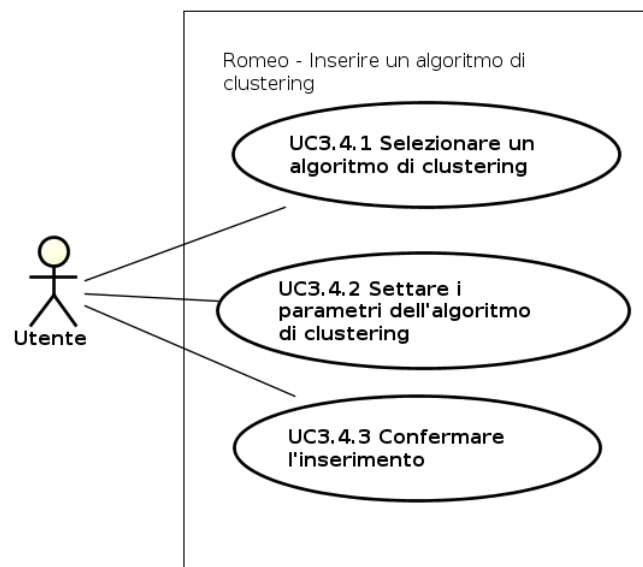 Romeo - Inserire un algoritmo di
clustering
UC3.4.1 Selezionare un
algoritmo di clustering
UC3.4.2 Settare i
parametri dell'algoritmo
di clustering
Utente
UC3.4.3 Confermare
l'inserimento